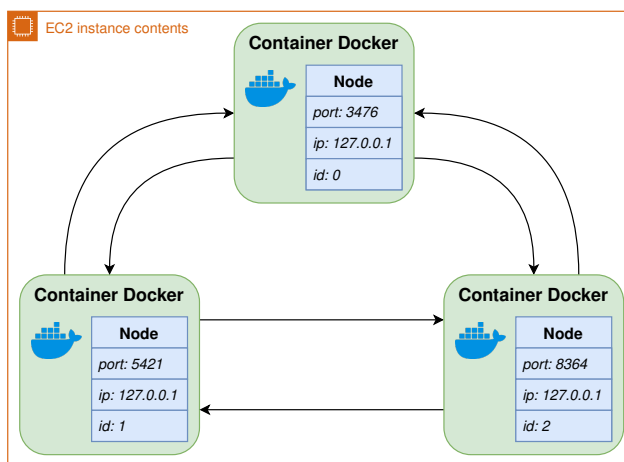 EC2 instance contents
Container Docker
Node
port: 3476
ip: 127.0.0.1
id: 0
Container Docker
Node
port: 5421
ip: 127.0.0.1
id: 1
Container Docker
Node
port: 8364
ip: 127.0.0.1
id: 2